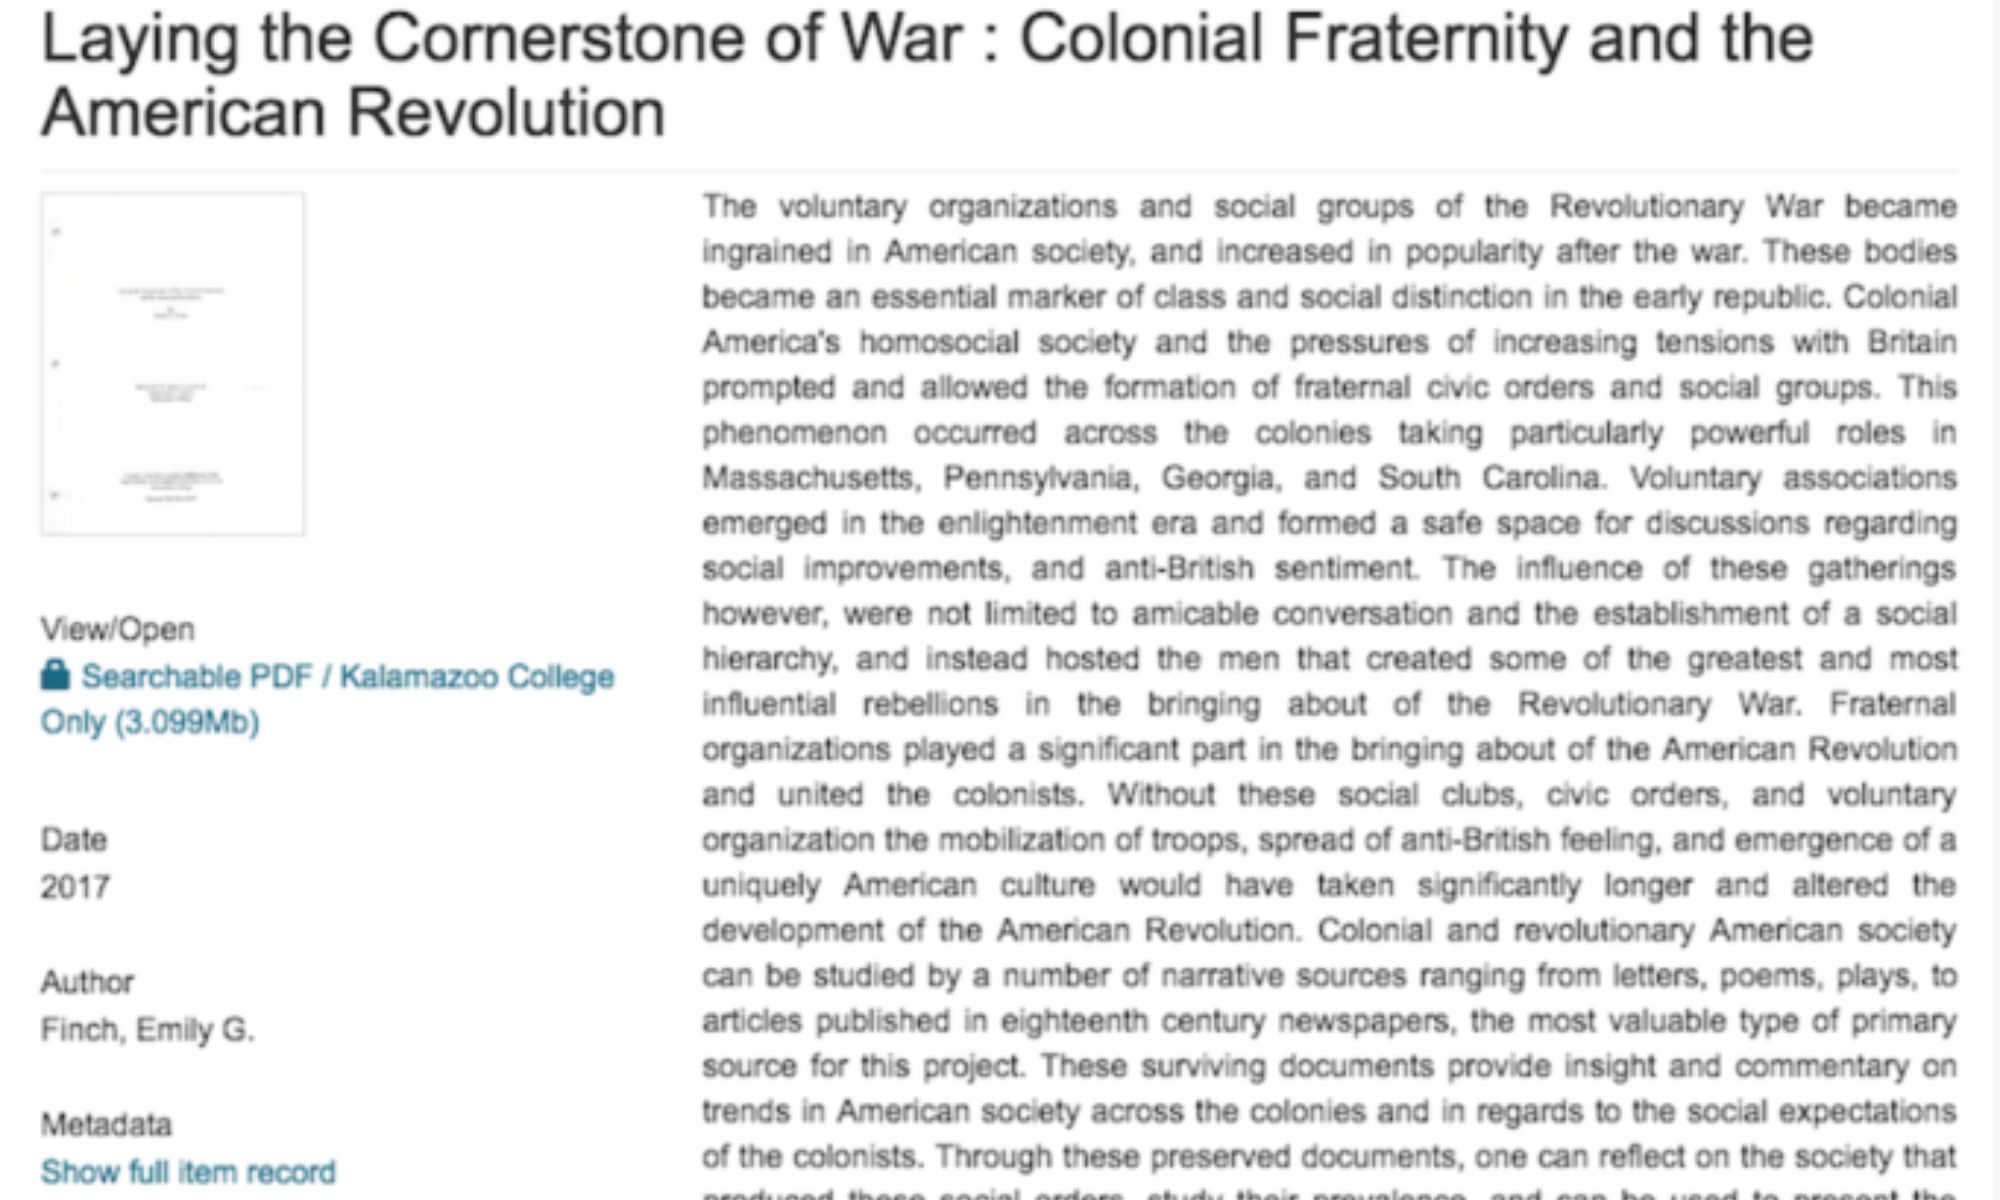 Laying the Cornerstone of War : Colonial Fraternity and the
American Revolution
View/Open
Searchable PDF / Kalamazoo College
Only (3.099Mb)
Date
2017
Author
Finch, Emily G.
Metadata
Show full item record
The voluntary organizations and social groups of the Revolutionary War became
ingrained in American society, and increased in popularity after the war. These bodies
became an essential marker of class and social distinction in the early republic. Colonial
America's homosocial society and the pressures of increasing tensions with Britain
prompted and allowed the formation of fraternal civic orders and social groups. This
phenomenon occurred across the colonies taking particularly powerful roles in
Massachusetts, Pennsylvania, Georgia, and South Carolina. Voluntary associations
emerged in the enlightenment era and formed a safe space for discussions regarding
social improvements, and anti-British sentiment. The influence of these gatherings
however, were not limited to amicable conversation and the establishment of a social
hierarchy, and instead hosted the men that created some of the greatest and most
influential rebellions in the bringing about of the Revolutionary War. Fraternal
organizations played a significant part in the bringing about of the American Revolution
and united the colonists. Without these social clubs, civic orders, and voluntary
organization the mobilization of troops, spread of anti-British feeling, and emergence of a
uniquely American culture would have taken significantly longer and altered the
development of the American Revolution. Colonial and revolutionary American society
can be studied by a number of narrative sources ranging from letters, poems, plays, to
articles published in eighteenth century newspapers, the most valuable type of primary
source for this project. These surviving documents provide insight and commentary on
trends in American society across the colonies and in regards to the social expectations
of the colonists. Through these preserved documents, one can reflect on the society that
produced these social orders, study their prevalence, and can be used to present the